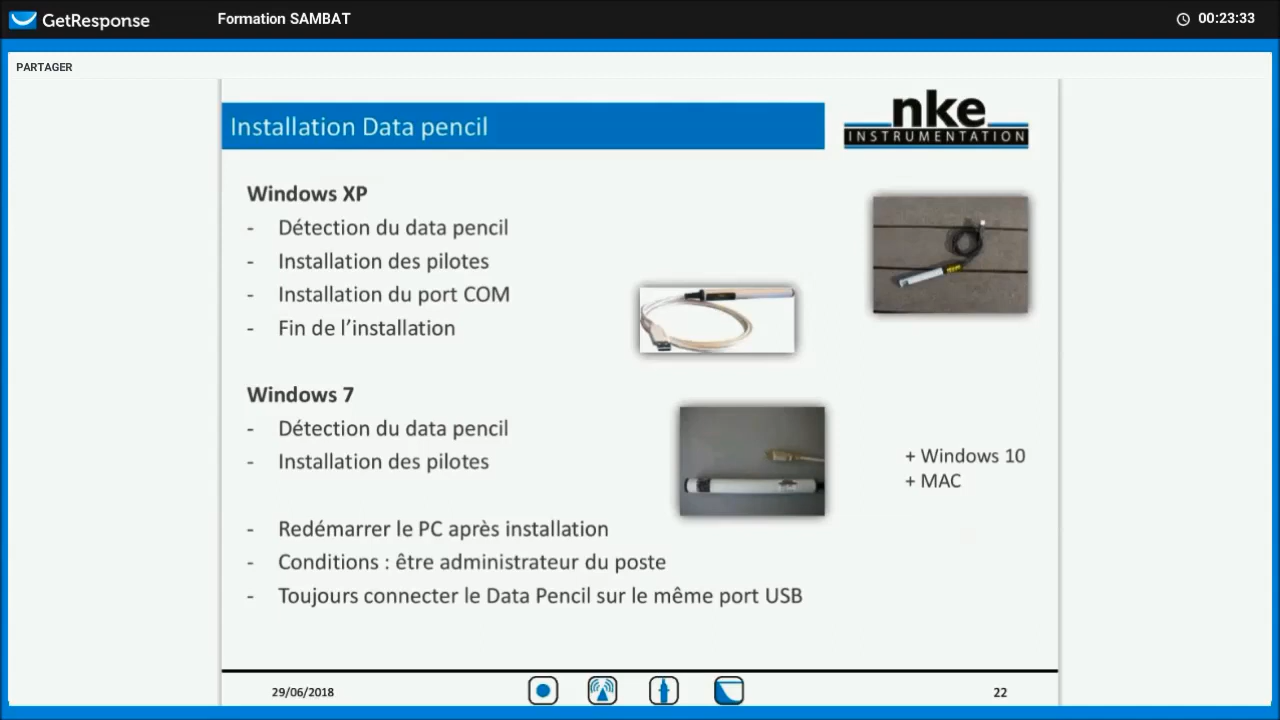 GetResponse
Formation SAMBAT
00:23:33
PARTAGER
Installation Data pencil
nke
INSTRUMENTATION
Windows XP
- Détection du data pencil
- Installation des pilotes
- Installation du port COM
- Fin de l’installation
Windows 7
- Détection du data pencil
- Installation des pilotes
+ Windows 10
+ MAC
- Redémarrer le PC après installation
- Conditions : être administrateur du poste
- Toujours connecter le Data Pencil sur le même port USB
29/06/2018
22